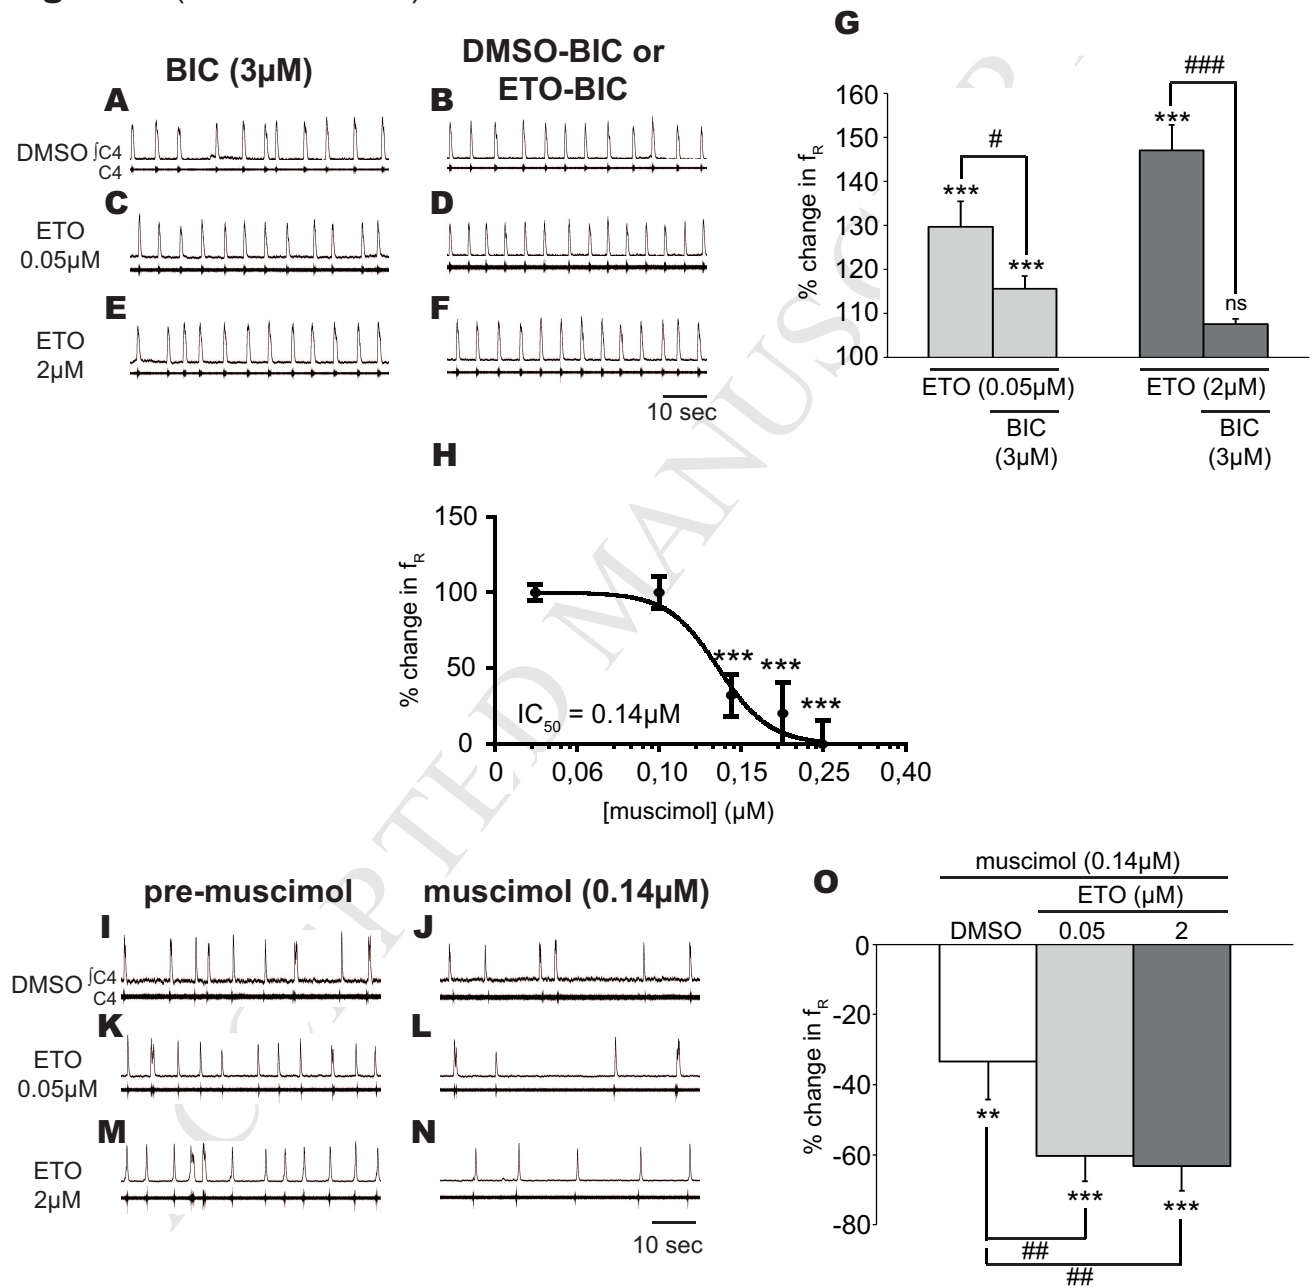 BIC (3µM)
DMSO-BIC or
ETO-BIC
A
B
DMSO ∫C4
C4
C
D
ETO
0.05µM
E
F
ETO
2µM
10 sec
G
% change in fR
160
150
140
130
120
110
100
***
#
***
***
###
ns
ETO (0.05µM)
ETO (2µM)
BIC
(3µM)
BIC
(3µM)
H
% change in fR
150
100
50
0
*** *** ***
IC50 = 0.14µM
0 0,06 0,10 0,15 0,25 0,40
[muscimol] (µM)
pre-muscimol
muscimol (0.14µM)
I
J
DMSO ∫C4
C4
K
L
ETO
0.05µM
M
N
ETO
2µM
10 sec
O
muscimol (0.14µM)
ETO (µM)
DMSO 0.05 2
% change in fR
0
-20
-40
-60
-80
**
***
***
##
##
ACCEPTED MANUSCRIP